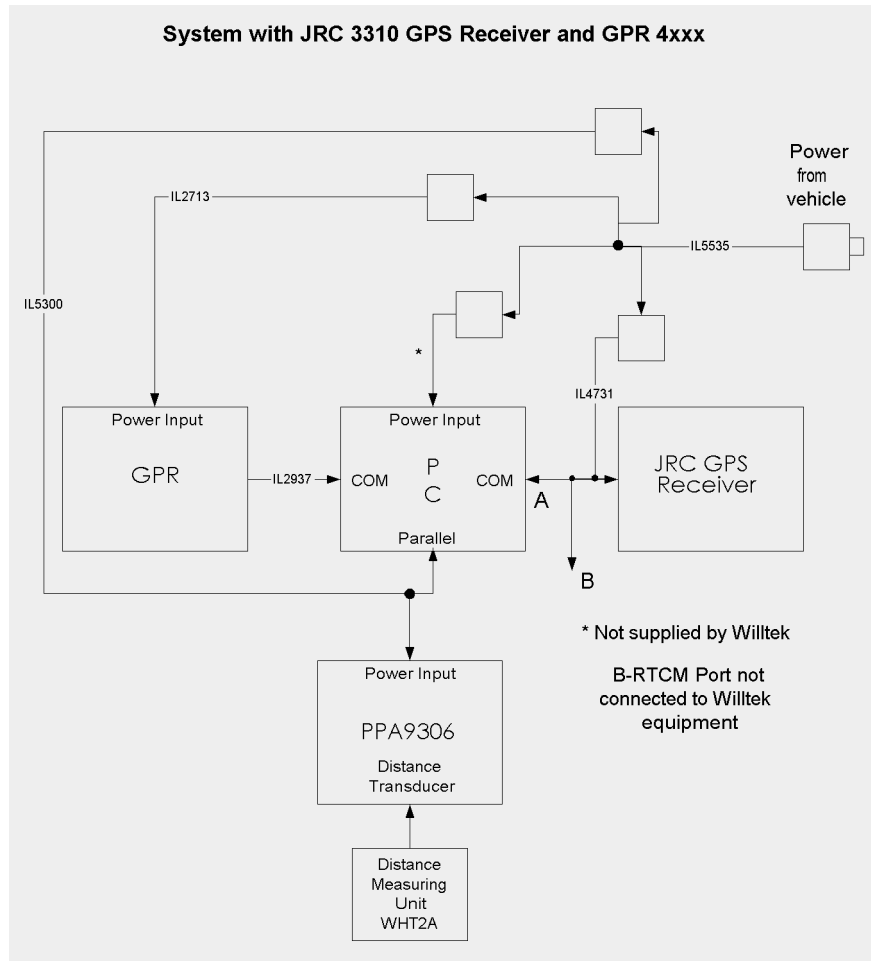 System with JRC 3310 GPS Receiver and GPR 4xxx
Power
from
vehicle
IL2713
IL5535
IL5300
*
IL4731
Power Input
GPR
IL2937
Power Input
P
C
COM
COM
Parallel
A
B
JRC GPS
Receiver
* Not supplied by Willtek
B-RTCM Port not
connected to Willtek
equipment
Power Input
PPA9306
Distance
Transducer
Distance
Measuring
Unit
WHT2A